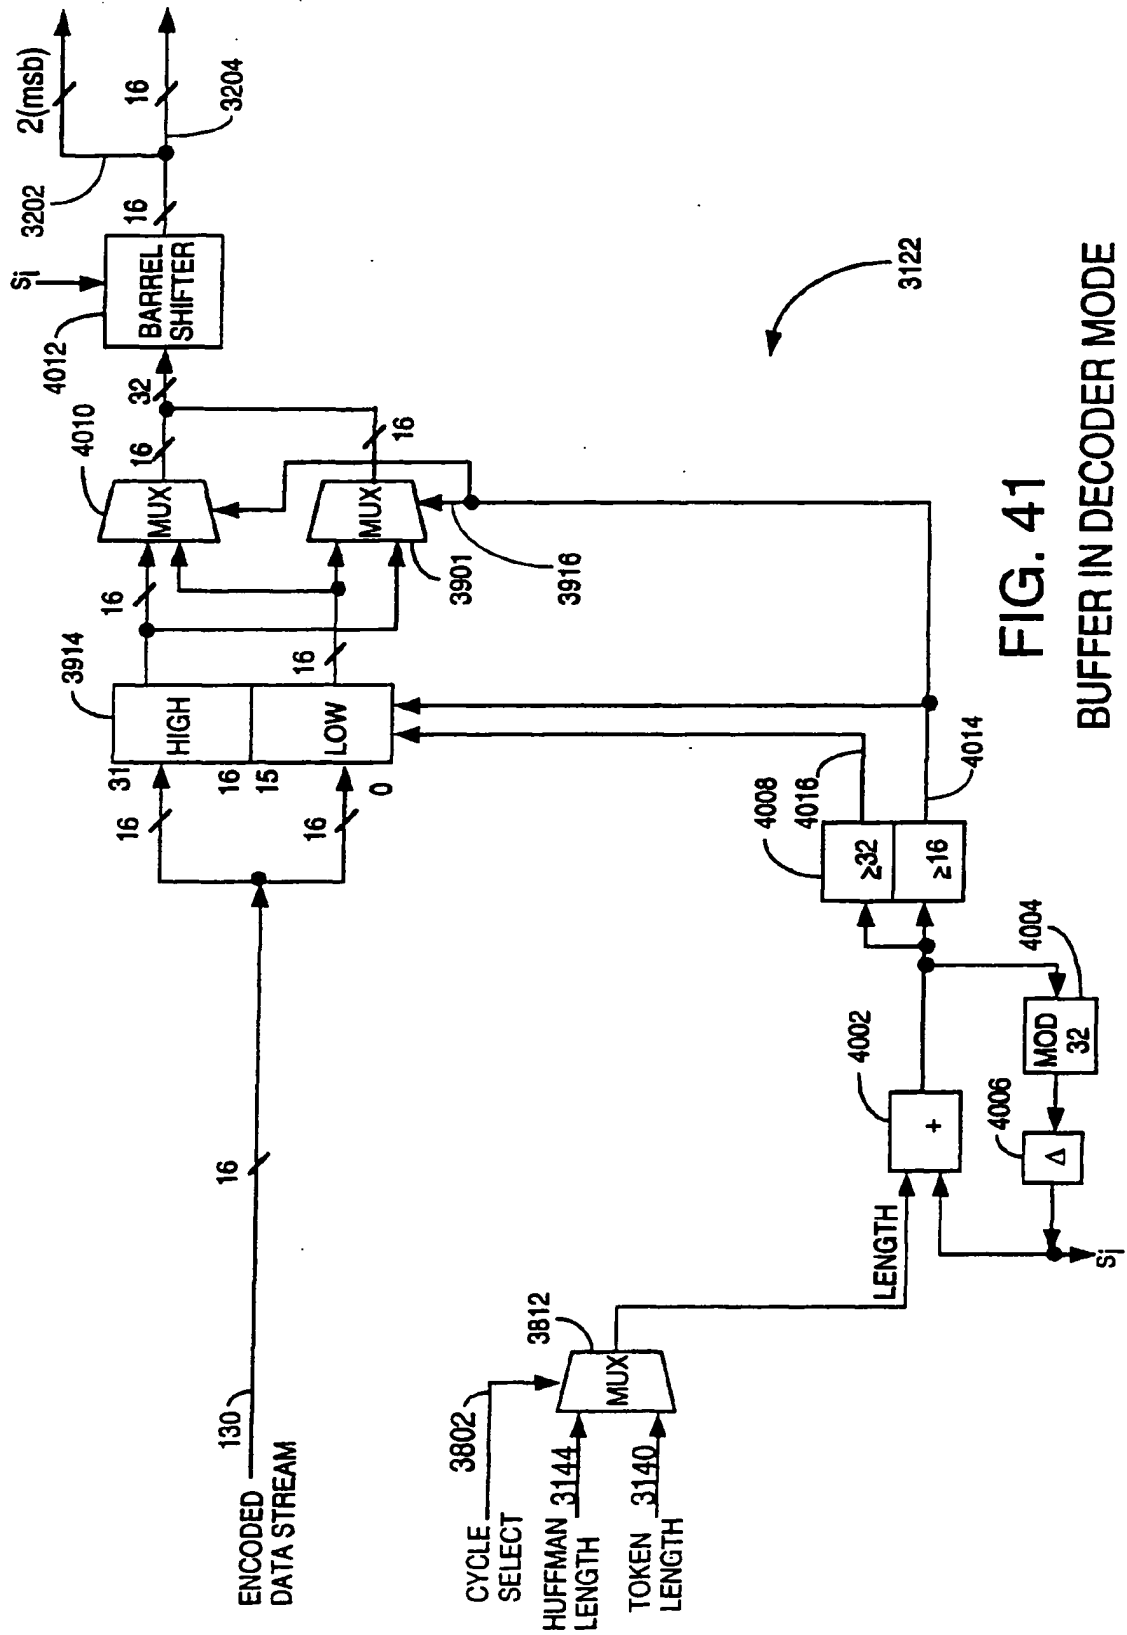 2(msb)
16
3204
3202
16
Si
BARREL
SHIFTER
4012
32
4010
16
16
MUX
MUX
3901
3916
3122
16
16
3914
HIGH
LOW
31
16
15
0
16
16
4008
4016
4014
≥32
≥16
4004
MOD
32
4002
+
4006
Δ
Si
LENGTH
16
130
ENCODED
DATA STREAM
3812
MUX
3802
CYCLE
SELECT
HUFFMAN 3144
LENGTH
TOKEN 3140
LENGTH
FIG. 41
BUFFER IN DECODER MODE